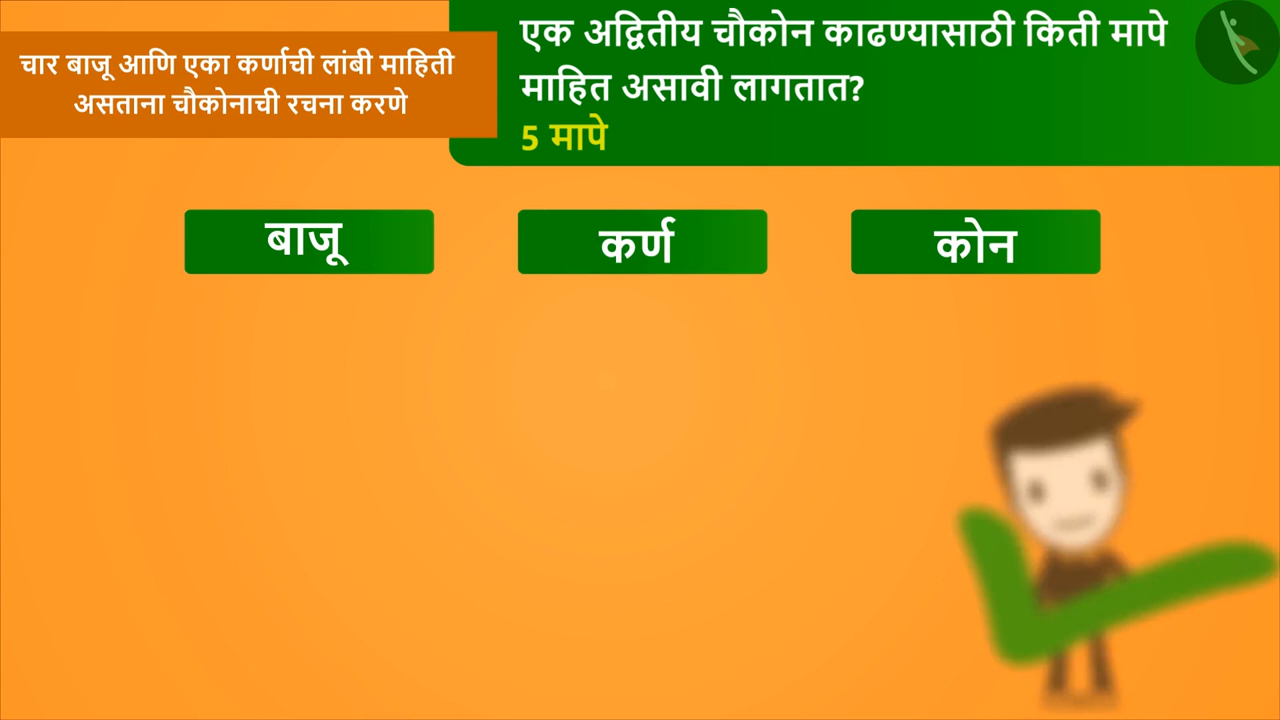 चार बाजू आणि एका कर्णाची लांबी माहिती
असताना चौकोनाची रचना करणे
एक अद्वितीय चौकोन काढण्यासाठी किती मापे
माहित असावी लागतात?
5 मापे
बाजू
कर्ण
कोन